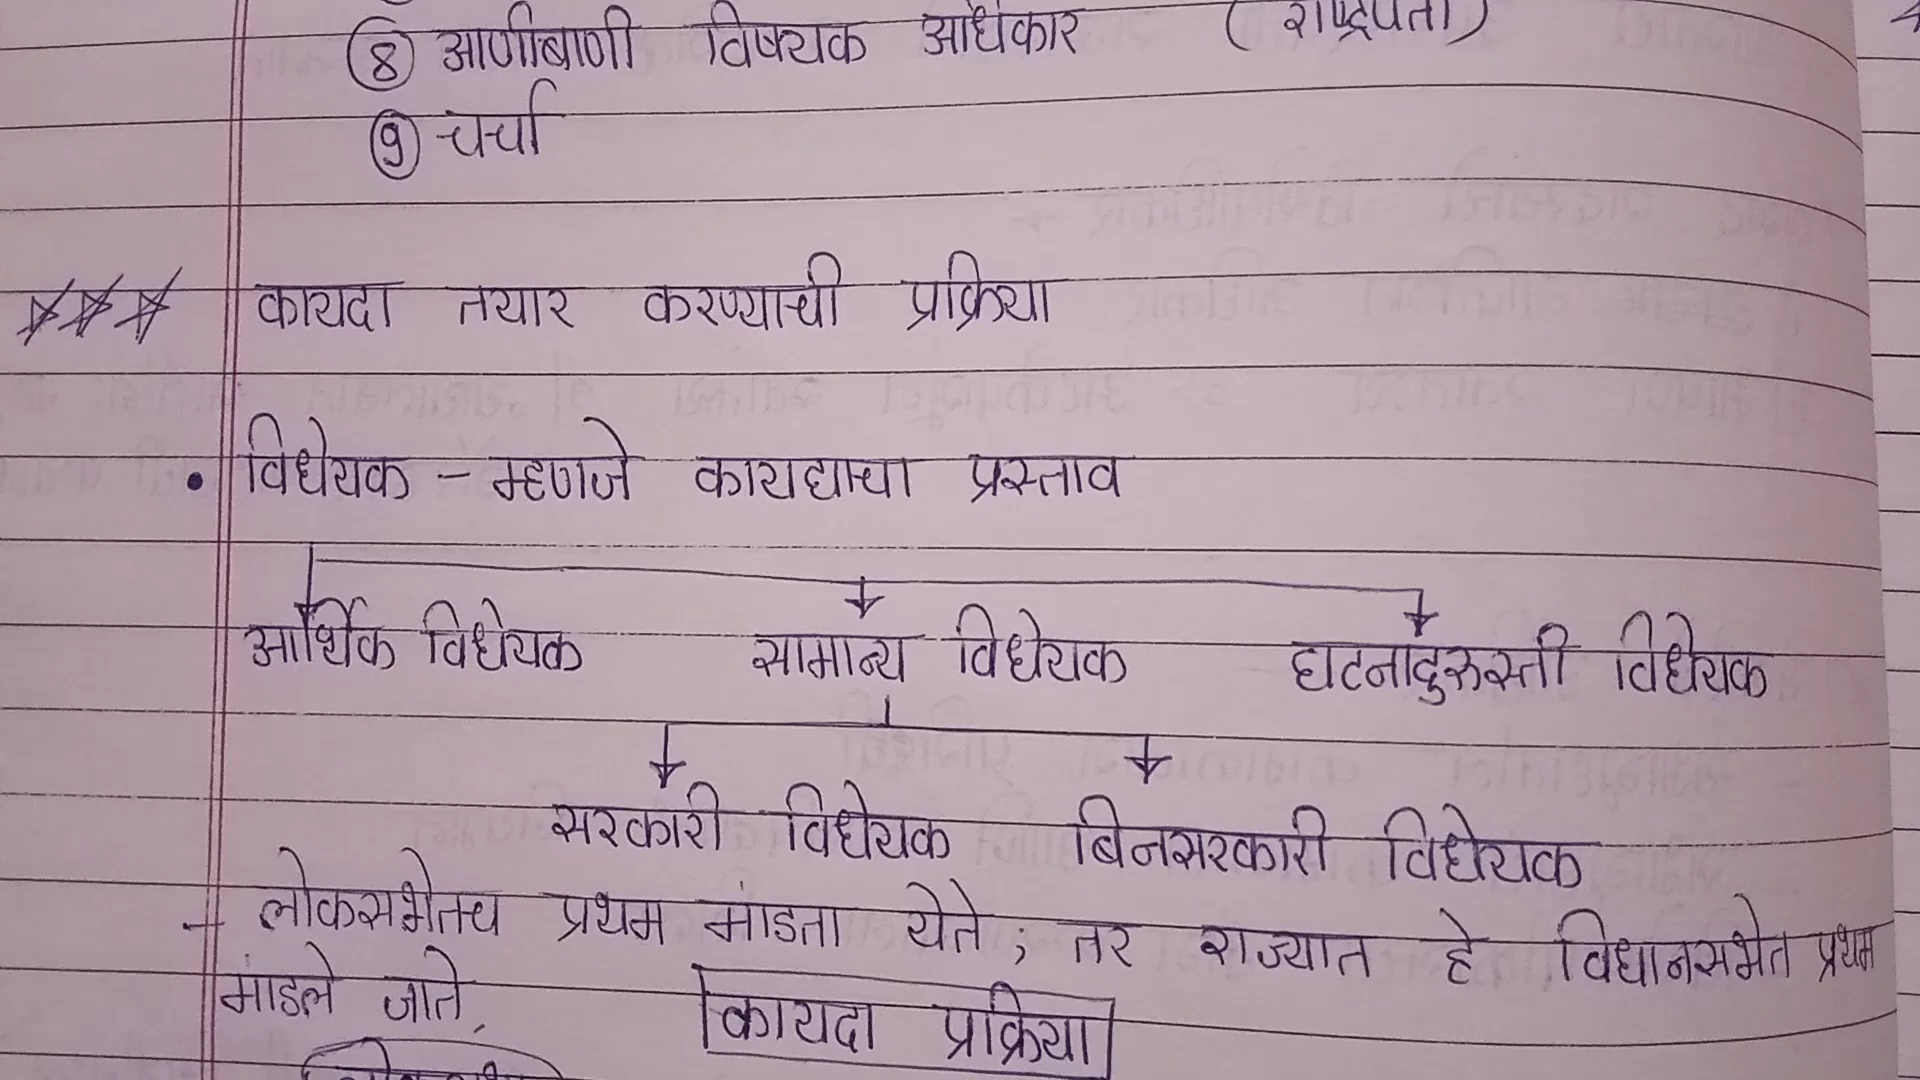 ⑧ आणीबाणी विषयक अधिकार (राष्ट्रपती)
⑨ चर्चा
कायदा तयार करण्याची प्रक्रिया
• विधेयक - म्हणजे कायद्याचा प्रस्ताव
आर्थिक विधेयक सामान्य विधेयक घटनादुरुस्ती विधेयक
सरकारी विधेयक बिनसरकारी विधेयक
- लोकसभेतच प्रथम मांडता येते; तर राज्यात हे विधानसभेत प्रथम
मांडले जाते.
कायदा प्रक्रिया